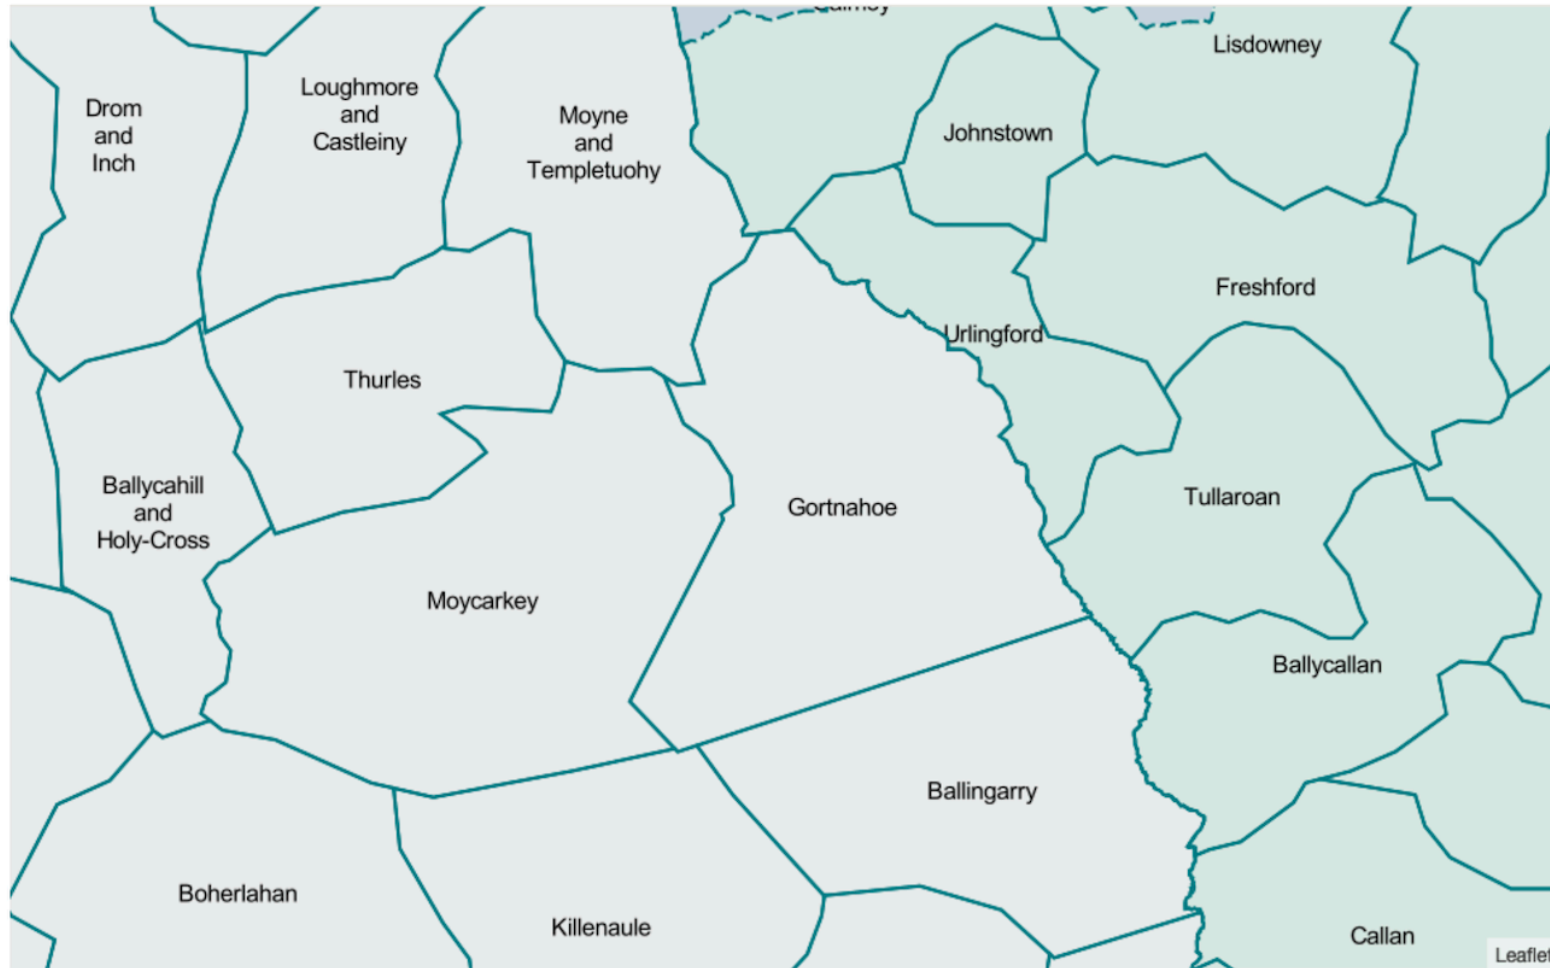 Lisdowney
Loughmore
and
Castleiny
Drom
and
Inch
Moyne
and
Templetuohy
Johnstown
Freshford
Urlingford
Thurles
Ballycahill
and
Holy-Cross
Gortnahoe
Tullaroan
Moycarkey
Ballycallan
Ballingarry
Boherlahan
Killenaule
Callan
Leaflet